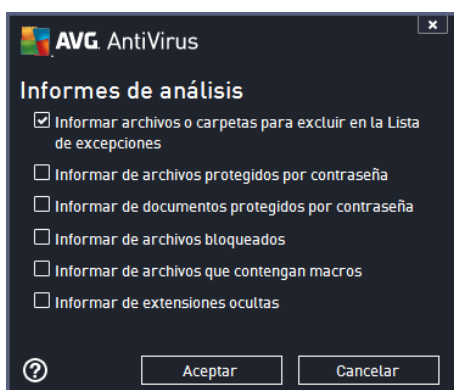 AVG. AntiVirus
x
Informes de análisis
Informar archivos o carpetas para excluir en la Lista
de excepciones
Informar de archivos protegidos por contraseña
Informar de documentos protegidos por contraseña
Informar de archivos bloqueados
Informar de archivos que contengan macros
Informar de extensiones ocultas
?
Aceptar
Cancelar